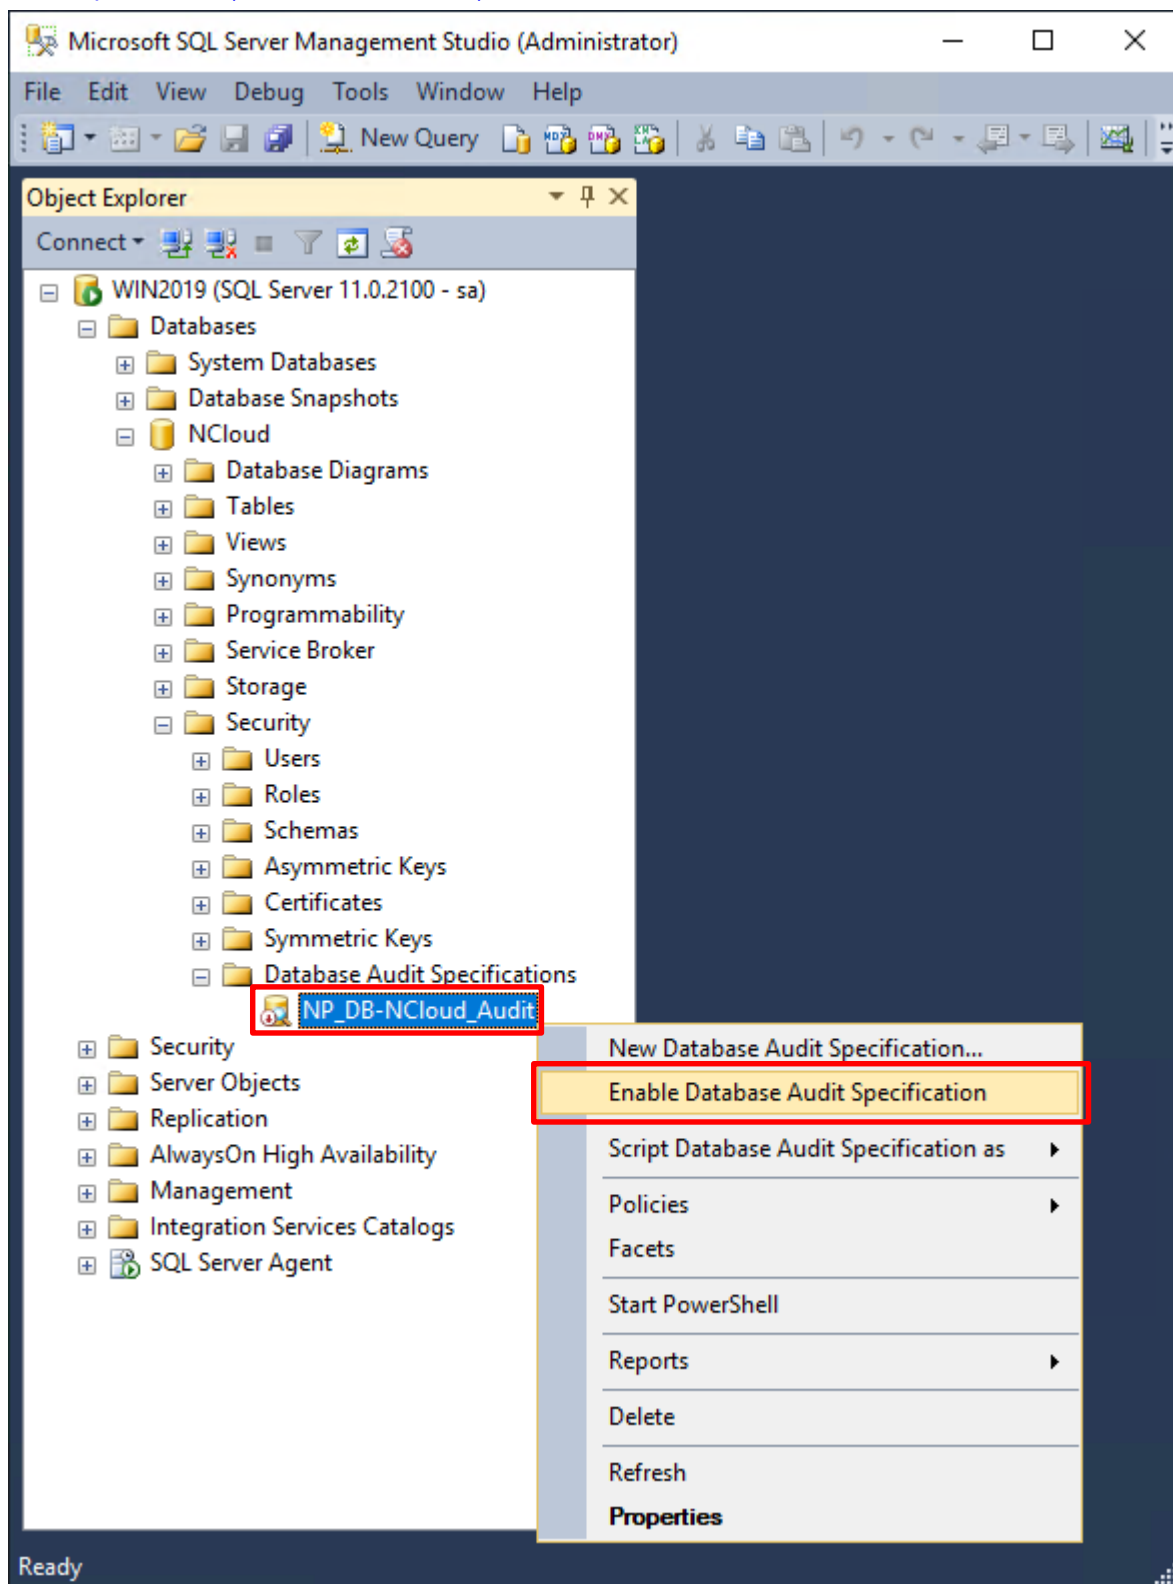 Microsoft SQL Server Management Studio (Administrator)
File Edit View Debug Tools Window Help
New Query
Object Explorer
Connect
WIN2019 (SQL Server 11.0.2100 - sa)
Databases
System Databases
Database Snapshots
NCloud
Database Diagrams
Tables
Views
Synonyms
Programmability
Service Broker
Storage
Security
Users
Roles
Schemas
Asymmetric Keys
Certificates
Symmetric Keys
Database Audit Specifications
NP_DB-NCloud_Audit
Security
Server Objects
Replication
AlwaysOn High Availability
Management
Integration Services Catalogs
SQL Server Agent
New Database Audit Specification...
Enable Database Audit Specification
Script Database Audit Specification as
Policies
Facets
Start PowerShell
Reports
Delete
Refresh
Properties
Ready